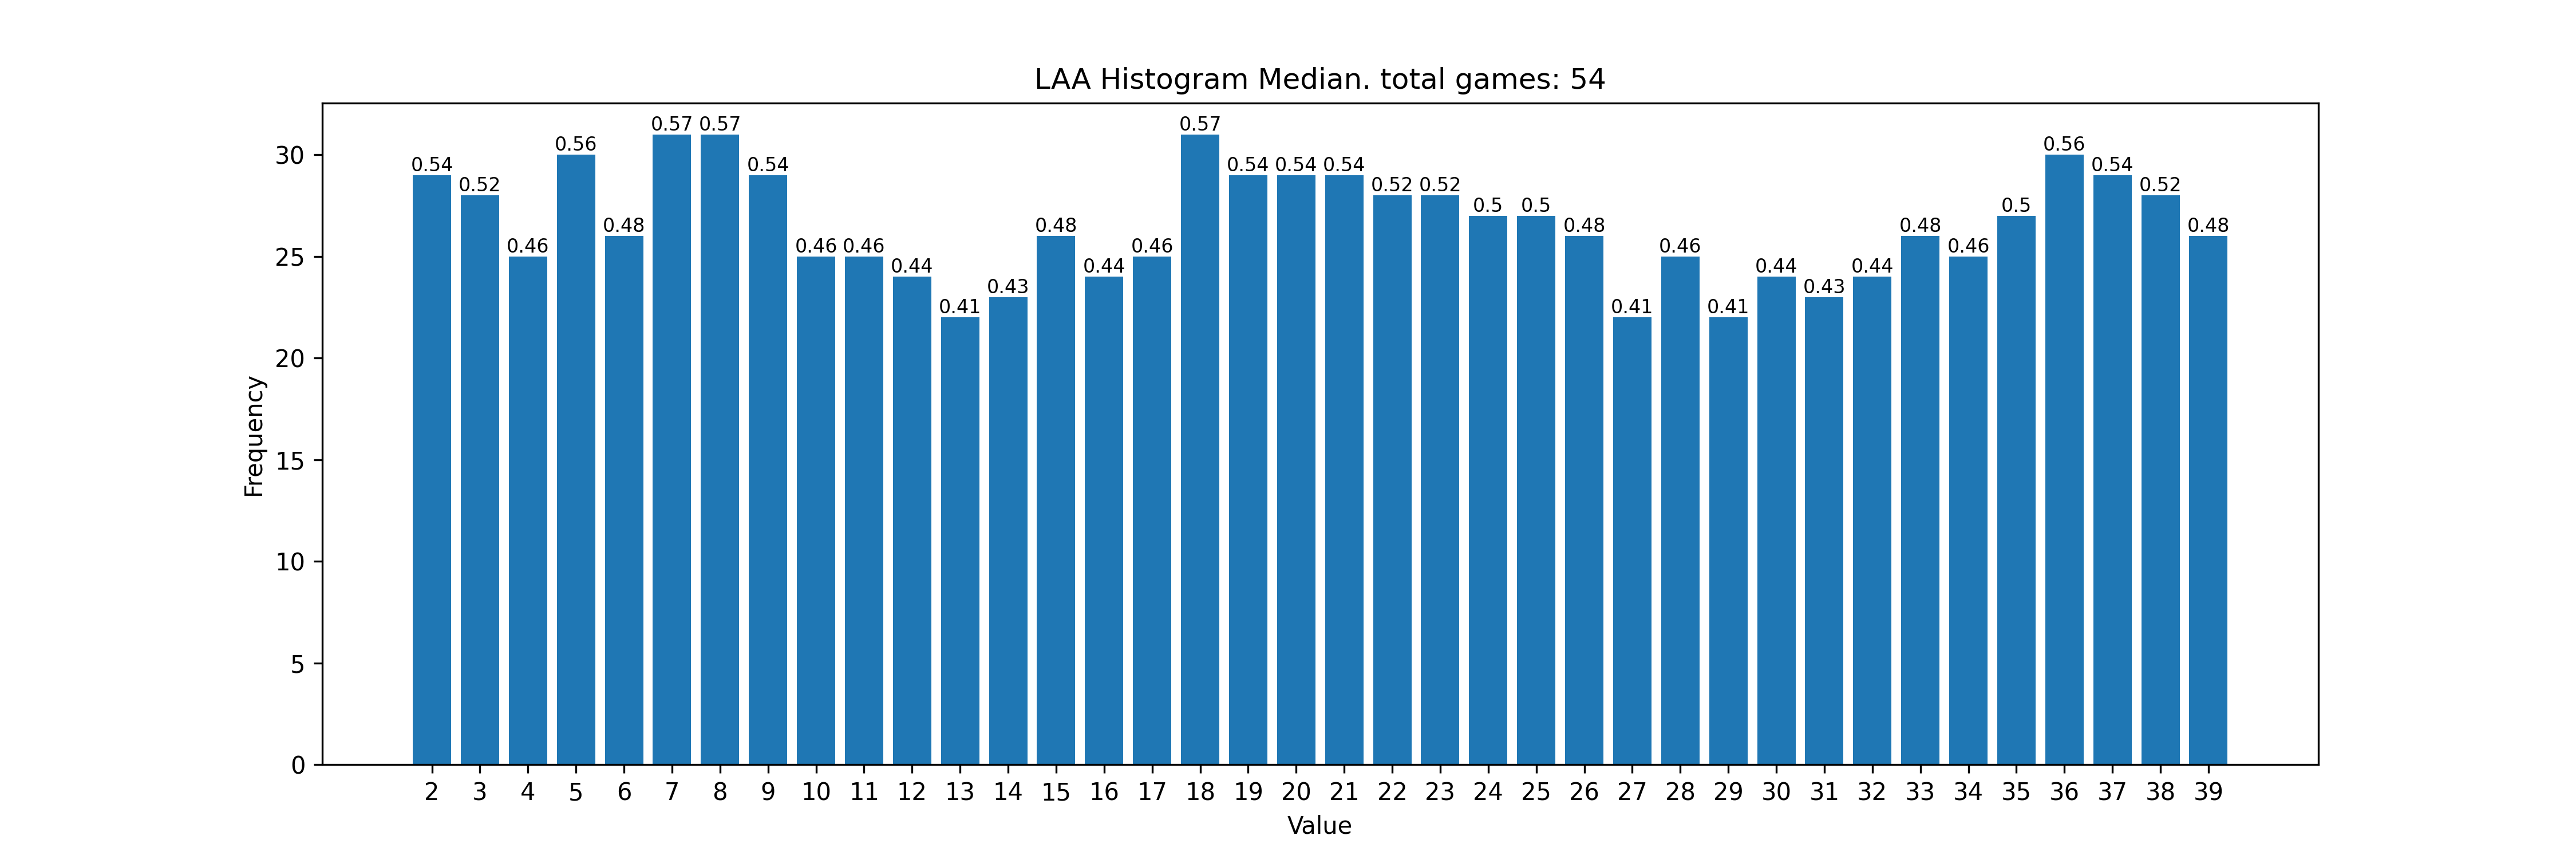 LAA Histogram Median. total games: 54
0.54 0.52 0.46 0.56 0.48 0.57 0.57 0.54 0.46 0.46 0.44 0.41 0.43 0.48 0.44 0.46 0.57 0.54 0.54 0.54 0.52 0.52 0.5 0.5 0.48 0.41 0.46 0.41 0.44 0.43 0.44 0.48 0.46 0.5 0.56 0.54 0.52 0.48
30
25
20
15
10
5
0
Frequency
2 3 4 5 6 7 8 9 10 11 12 13 14 15 16 17 18 19 20 21 22 23 24 25 26 27 28 29 30 31 32 33 34 35 36 37 38 39
Value